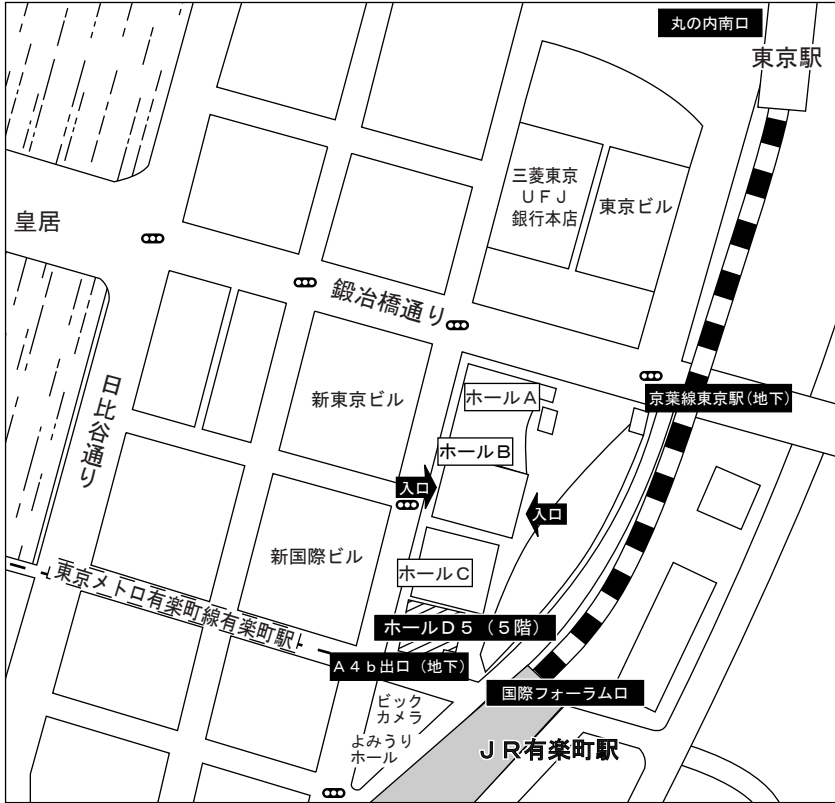 丸の内南口
東京駅
三菱東京
UFJ
銀行本店
東京ビル
皇居
鍛冶橋通り
日比谷通り
新東京ビル
ホールA
京葉線東京駅(地下)
ホールB
入口
入口
新国際ビル
ホールC
東京メトロ有楽町線有楽町駅
ホールD5（5階）
A4b出口（地下）
国際フォーラム口
ビック
カメラ
よみうり
ホール
JR有楽町駅